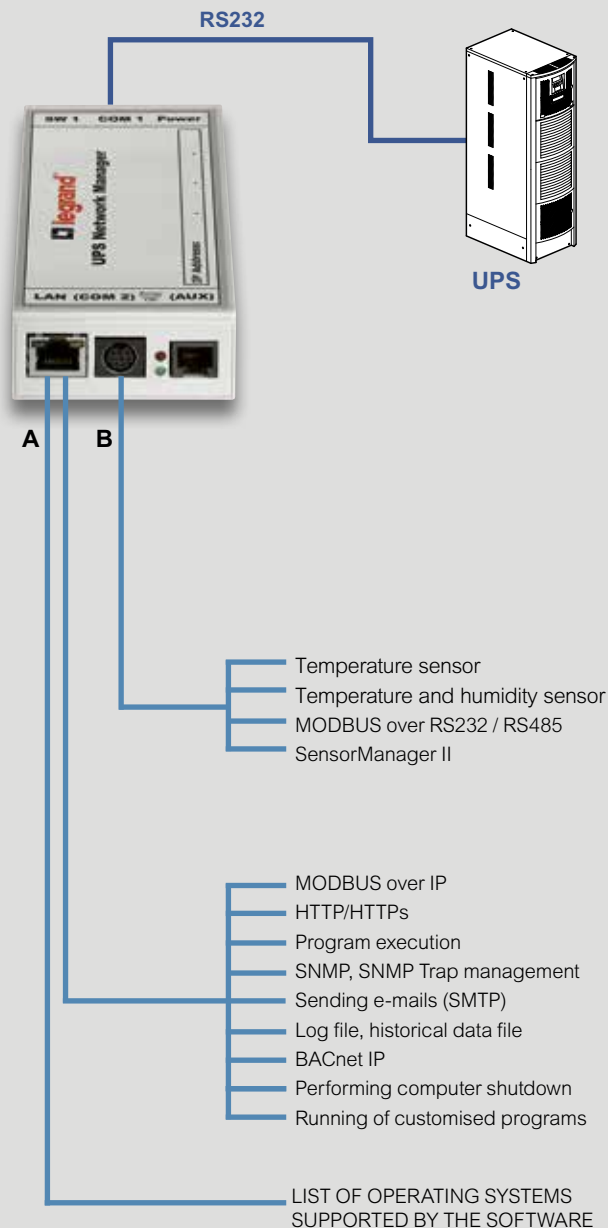 RS232
SW 1 COM 1 Power
legrand
UPS Network Manager
IP Address:
LAN (COM 2) (AUX)
UPS
A B
Temperature sensor
Temperature and humidity sensor
MODBUS over RS232 / RS485
SensorManager II
MODBUS over IP
HTTP/HTTPs
Program execution
SNMP, SNMP Trap management
Sending e-mails (SMTP)
Log file, historical data file
BACnet IP
Performing computer shutdown
Running of customised programs
LIST OF OPERATING SYSTEMS
SUPPORTED BY THE SOFTWARE